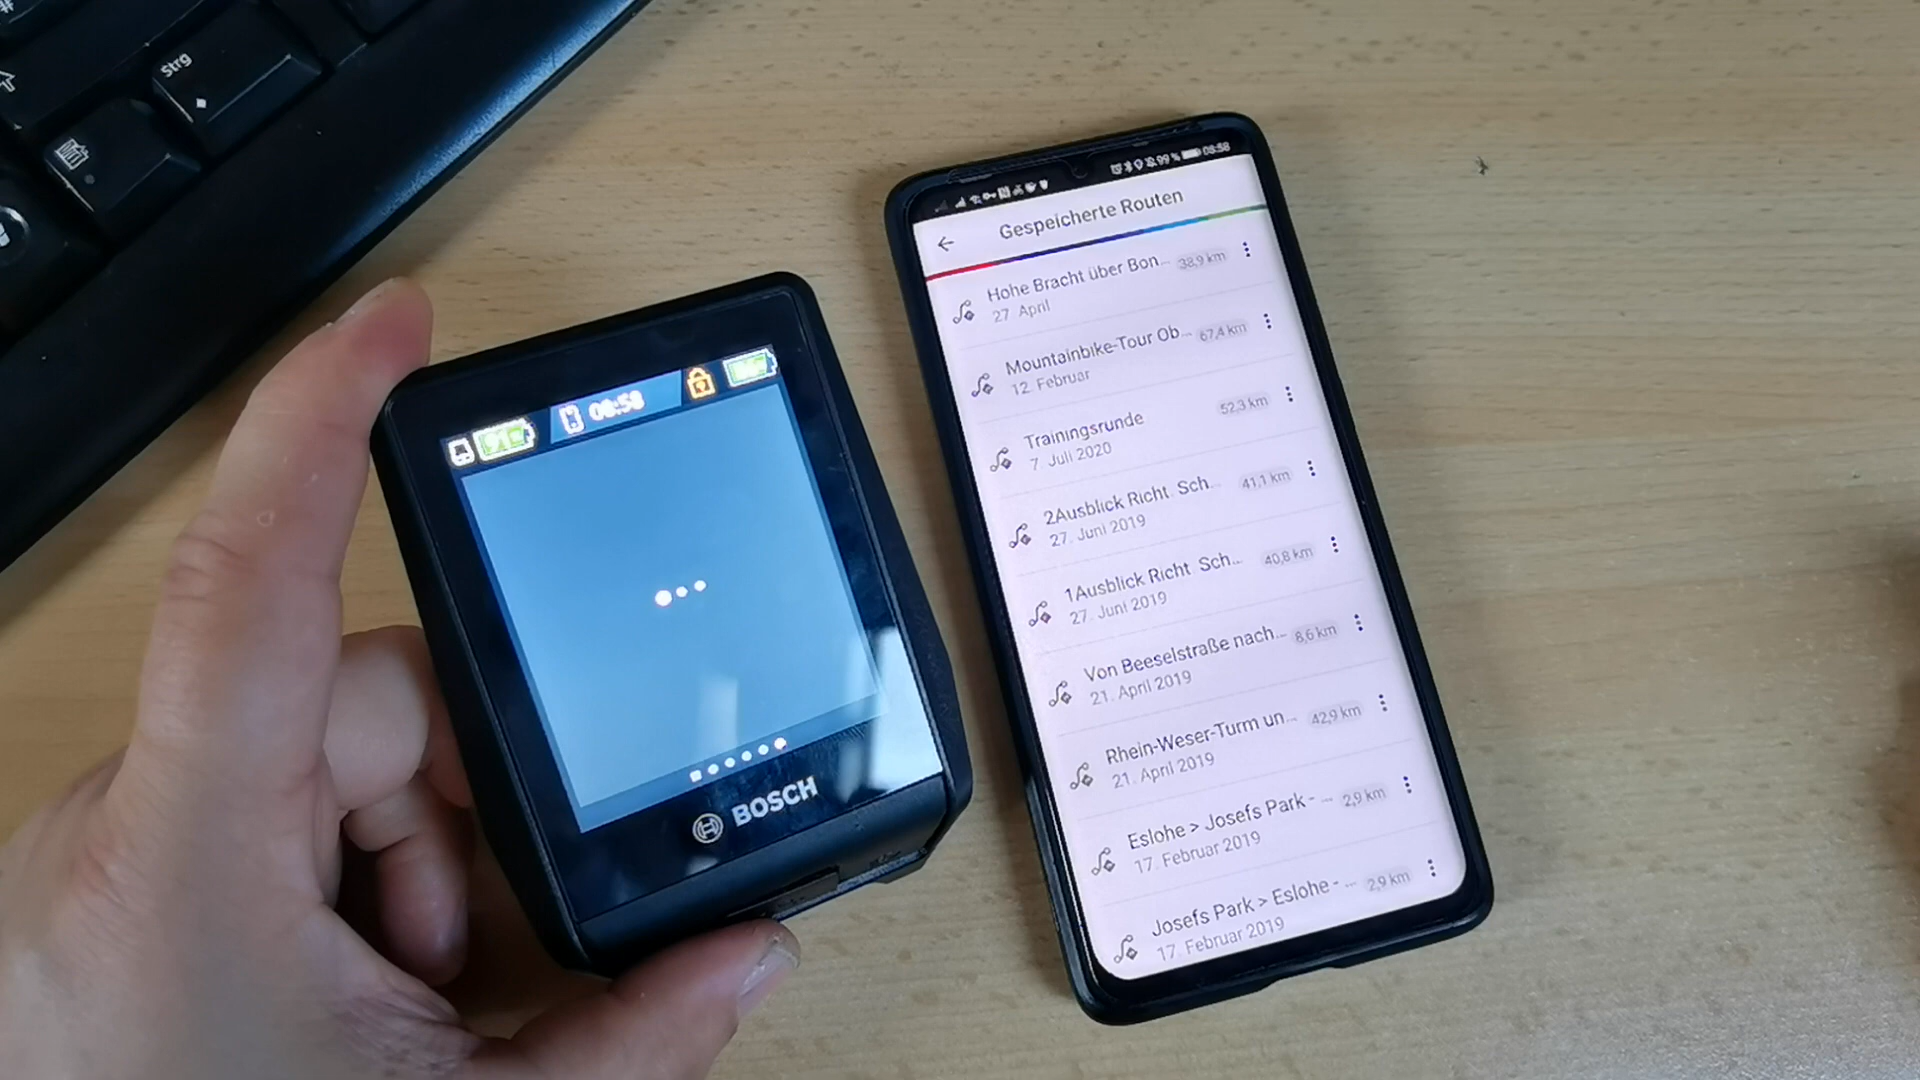 Strg
91
08:58
BOSCH
99 % 08:58
Gespeicherte Routen
Hohe Bracht über Bon... 38,9 km
27. April
Mountainbike-Tour Ob... 67,4 km
12. Februar
Trainingsrunde 52,3 km
7. Juli 2020
2Ausblick Richt. Sch... 41,1 km
27. Juni 2019
1Ausblick Richt. Sch... 40,8 km
27. Juni 2019
Von Beeselstraße nach... 8,6 km
21. April 2019
Rhein-Weser-Turm un... 42,9 km
21. April 2019
Eslohe > Josefs Park - ... 2,9 km
17. Februar 2019
Josefs Park > Eslohe - ... 2,9 km
17. Februar 2019